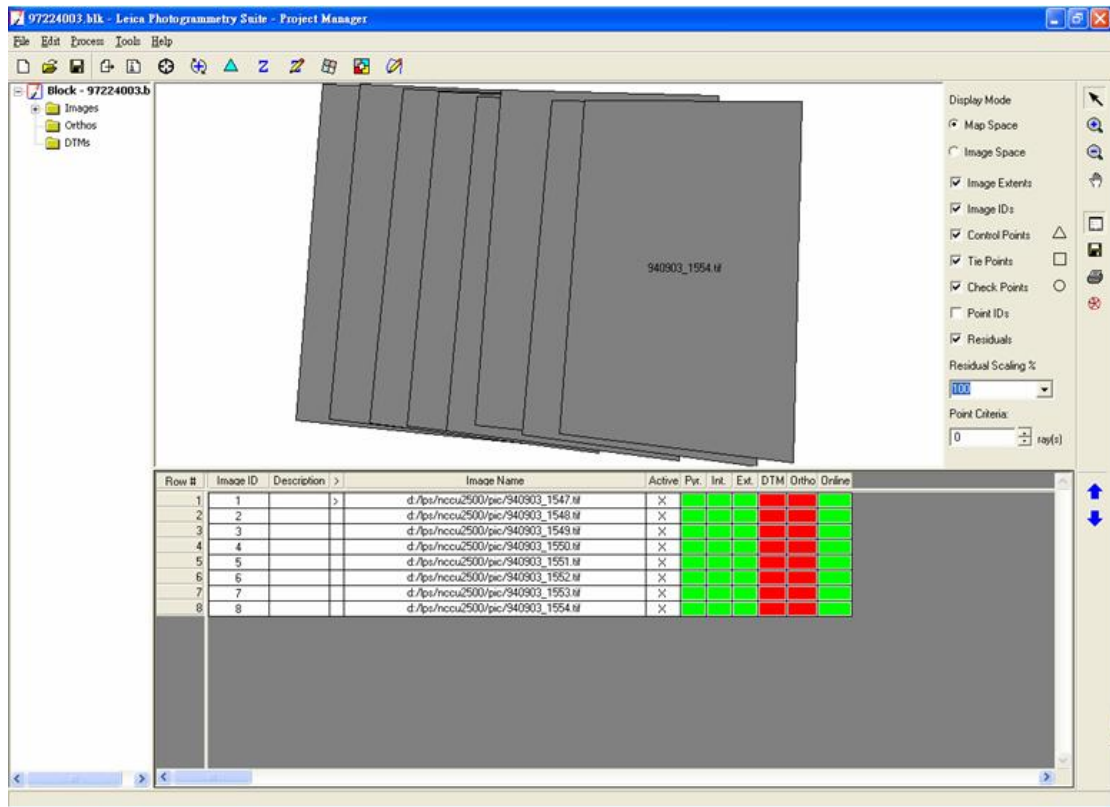 97224003.blk - Leica Photogrammetry Suite - Project Manager
File Edit Process Tools Help
Block - 97224003.b
Images
Orthos
DTMs
940903_1554.tif
Display Mode
Map Space
Image Space
Image Extents
Image IDs
Control Points
Tie Points
Check Points
Point IDs
Residuals
Residual Scaling %
100
Point Criteria:
0 ray(s)
Row # Image ID Description > Image Name Active Pyr. Int. Ext. DTM Ortho Online
1 1 > d:/lps/nccu2500/pic/940903_1547.tif X
2 2 d:/lps/nccu2500/pic/940903_1548.tif X
3 3 d:/lps/nccu2500/pic/940903_1549.tif X
4 4 d:/lps/nccu2500/pic/940903_1550.tif X
5 5 d:/lps/nccu2500/pic/940903_1551.tif X
6 6 d:/lps/nccu2500/pic/940903_1552.tif X
7 7 d:/lps/nccu2500/pic/940903_1553.tif X
8 8 d:/lps/nccu2500/pic/940903_1554.tif X